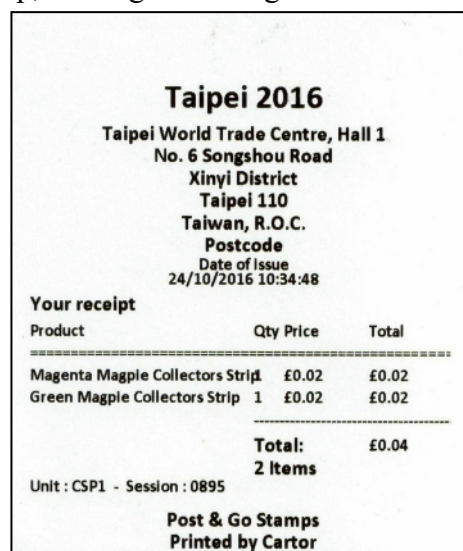 Taipei 2016
Taipei World Trade Centre, Hall 1
No. 6 Songshou Road
Xinyi District
Taipei 110
Taiwan, R.O.C.
Postcode
Date of Issue
24/10/2016 10:34:48
Your receipt
Product Qty Price Total
Magenta Magpie Collectors Strip1 £0.02 £0.02
Green Magpie Collectors Strip 1 £0.02 £0.02
Total: £0.04
2 Items
Unit : CSP1 - Session : 0895
Post & Go Stamps
Printed by Cartor